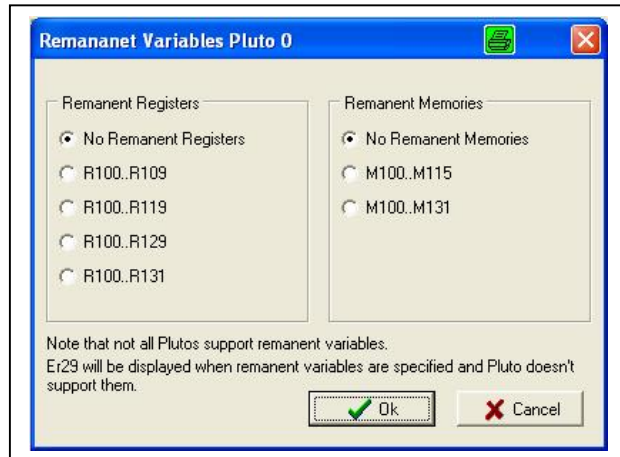 Remananet Variables Pluto 0
Remanent Registers
No Remanent Registers
R100..R109
R100..R119
R100..R129
R100..R131
Remanent Memories
No Remanent Memories
M100..M115
M100..M131
Note that not all Plutos support remanent variables.
Er29 will be displayed when remanent variables are specified and Pluto doesn't
support them.
Ok
Cancel